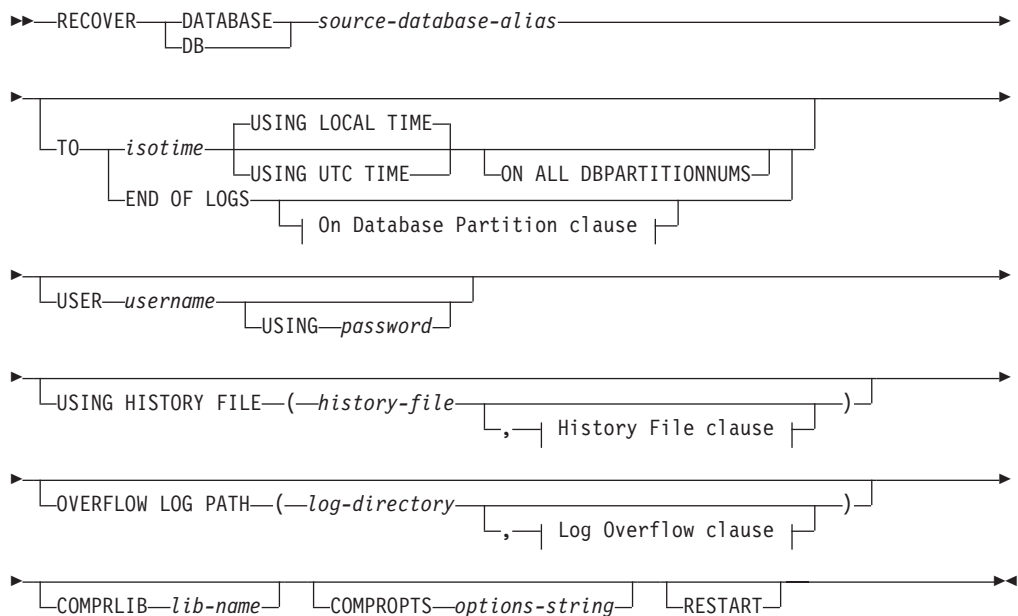 RECOVER DATABASE source-database-alias
DB
USING LOCAL TIME
TO isotime
USING UTC TIME ON ALL DBPARTITIONNUMS
END OF LOGS
On Database Partition clause
USER username
USING password
USING HISTORY FILE ( history-file )
, History File clause
OVERFLOW LOG PATH ( log-directory )
, Log Overflow clause
COMPRLIB lib-name COMPROPTS options-string RESTART